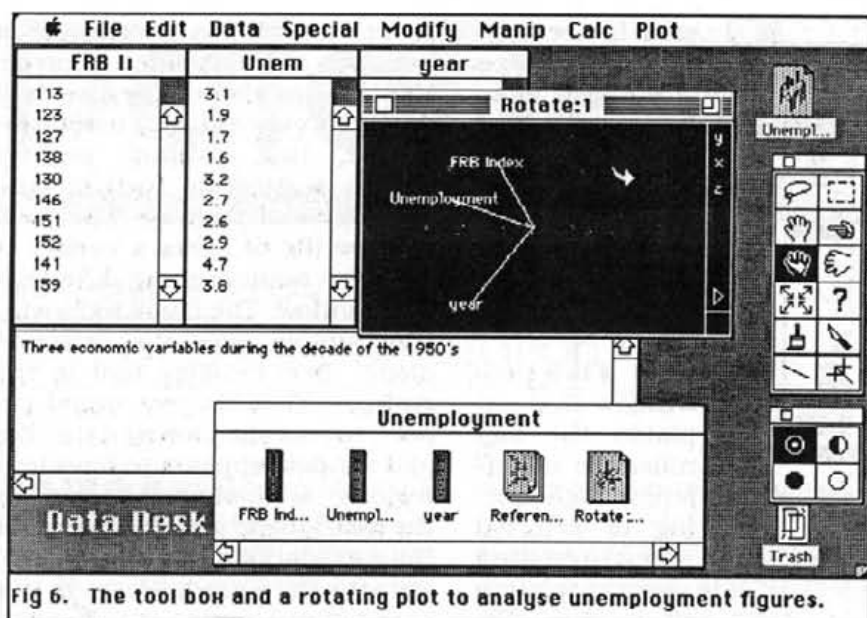 File Edit Data Special Modify Manip Calc Plot
FRB Ii Unem year
113 3.1
123 1.9
127 1.7
138 1.6
130 3.2
146 2.7
151 2.6
152 2.9
141 4.7
159 3.8
Rotate:1
y
x
z
FRB Index
Unemployment
year
Unempl...
?
Three economic variables during the decade of the 1950's
Unemployment
FRB Ind... Unempl... year Referen... Rotate:...
Data Desk
Trash
Fig 6. The tool box and a rotating plot to analyse unemployment figures.